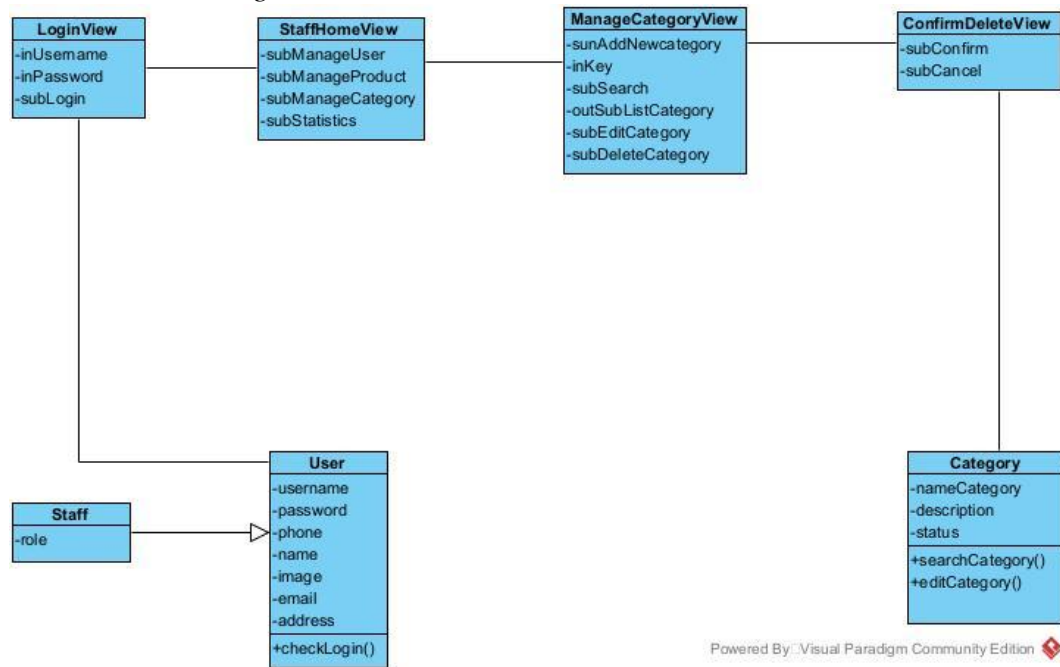 LoginView
-inUsername
-inPassword
-subLogin
StaffHomeView
-subManageUser
-subManageProduct
-subManageCategory
-subStatistics
ManageCategoryView
-sunAddNewcategory
-inKey
-subSearch
-outSubListCategory
-subEditCategory
-subDeleteCategory
ConfirmDeleteView
-subConfirm
-subCancel
Staff
-role
User
-username
-password
-phone
-name
-image
-email
-address
+checkLogin()
Category
-nameCategory
-description
-status
+searchCategory()
+editCategory()
Powered By Visual Paradigm Community Edition